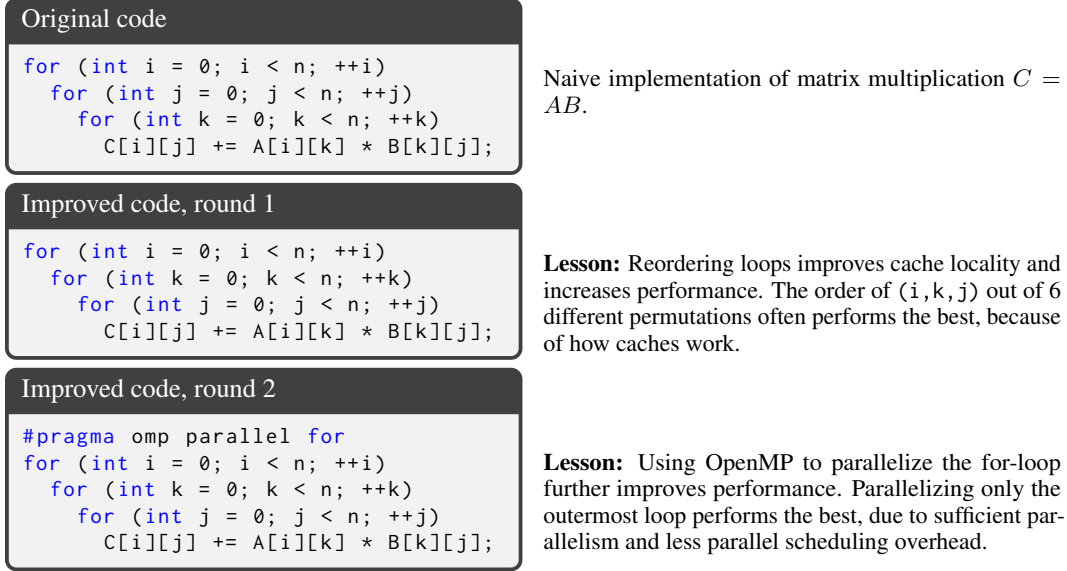 Original code
for (int i = 0; i < n; ++i)
  for (int j = 0; j < n; ++j)
    for (int k = 0; k < n; ++k)
      C[i][j] += A[i][k] * B[k][j];
Naive implementation of matrix multiplication C =
AB.
Improved code, round 1
for (int i = 0; i < n; ++i)
  for (int k = 0; k < n; ++k)
    for (int j = 0; j < n; ++j)
      C[i][j] += A[i][k] * B[k][j];
Lesson: Reordering loops improves cache locality and
increases performance. The order of (i,k,j) out of 6
different permutations often performs the best, because
of how caches work.
Improved code, round 2
#pragma omp parallel for
for (int i = 0; i < n; ++i)
  for (int k = 0; k < n; ++k)
    for (int j = 0; j < n; ++j)
      C[i][j] += A[i][k] * B[k][j];
Lesson: Using OpenMP to parallelize the for-loop
further improves performance. Parallelizing only the
outermost loop performs the best, due to sufficient par-
allelism and less parallel scheduling overhead.